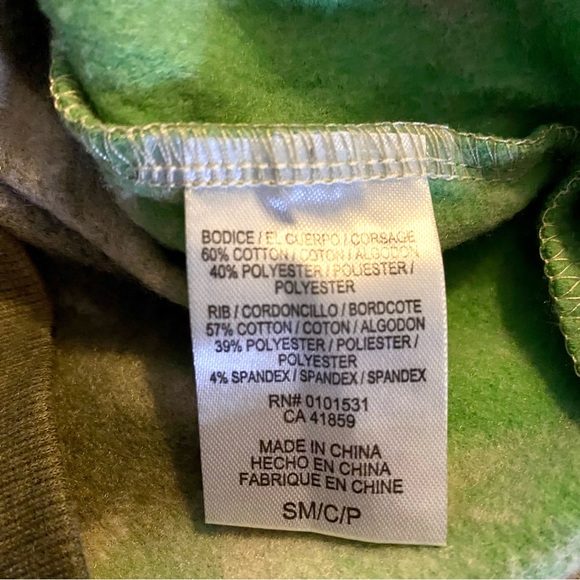 BODICE / EL CUERPO / CORSAGE
60% COTTON / COTON / ALGODON
40% POLYESTER / POLIESTER /
POLYESTER
RIB / CORDONCILLO / BORDCOTE
57% COTTON / COTON / ALGODON
39% POLYESTER / POLIESTER /
POLYESTER
4% SPANDEX / SPANDEX / SPANDEX
RN# 0101531
CA 41859
MADE IN CHINA
HECHO EN CHINA
FABRIQUE EN CHINE
SM/C/P